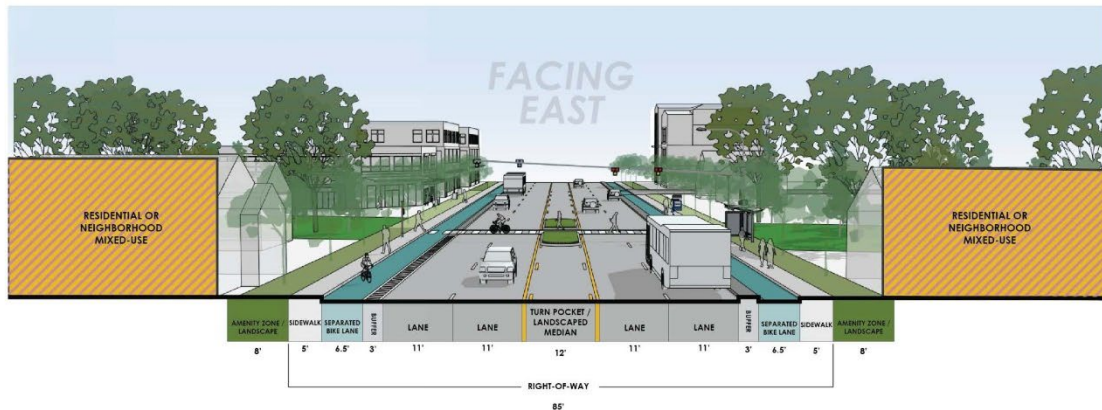 FACING
EAST
RESIDENTIAL OR
NEIGHBORHOOD
MIXED-USE
RESIDENTIAL OR
NEIGHBORHOOD
MIXED-USE
AMENITY ZONE /
LANDSCAPE
SIDEWALK
SEPARATED
BIKE LANE
BUFFER
LANE
LANE
TURN POCKET /
LANDSCAPED
MEDIAN
LANE
LANE
BUFFER
SEPARATED
BIKE LANE
SIDEWALK
AMENITY ZONE /
LANDSCAPE
8' 5' 6.5' 3' 11' 11' 12' 11' 11' 3' 6.5' 5' 8'
RIGHT-OF-WAY
85'